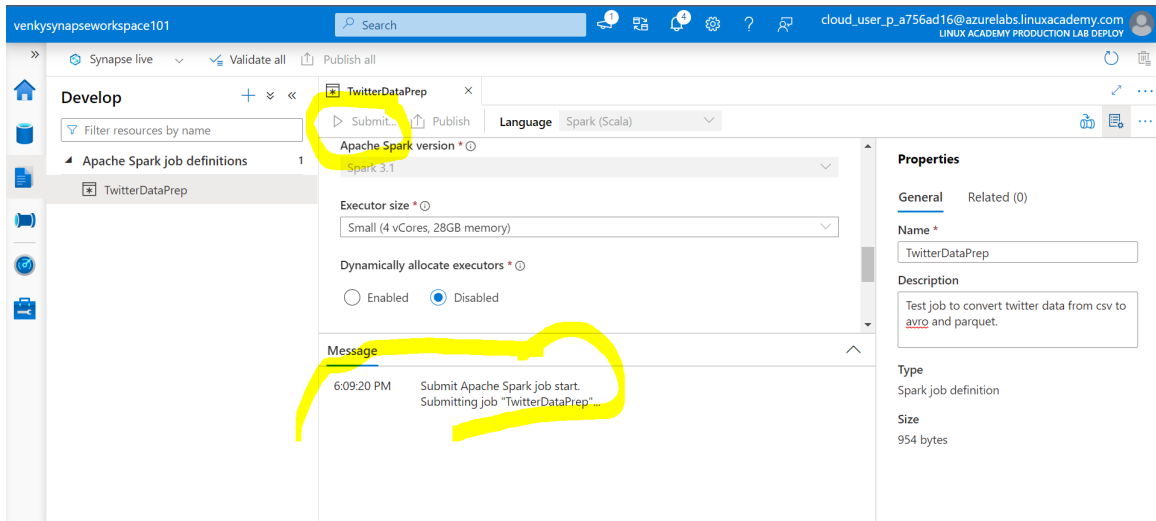 venkysynapseworkspace101
Search
1
4
cloud_user_p_a756ad16@azurelabs.linuxacademy.com
LINUX ACADEMY PRODUCTION LAB DEPLOY
Synapse live
Validate all
Publish all
Develop
Filter resources by name
Apache Spark job definitions 1
TwitterDataPrep
TwitterDataPrep
Submit...
Publish
Language Spark (Scala)
Apache Spark version *
Spark 3.1
Executor size *
Small (4 vCores, 28GB memory)
Dynamically allocate executors *
Enabled Disabled
Message
6:09:20 PM Submit Apache Spark job start.
Submitting job "TwitterDataPrep"...
Properties
General Related (0)
Name *
TwitterDataPrep
Description
Test job to convert twitter data from csv to
avro and parquet.
Type
Spark job definition
Size
954 bytes